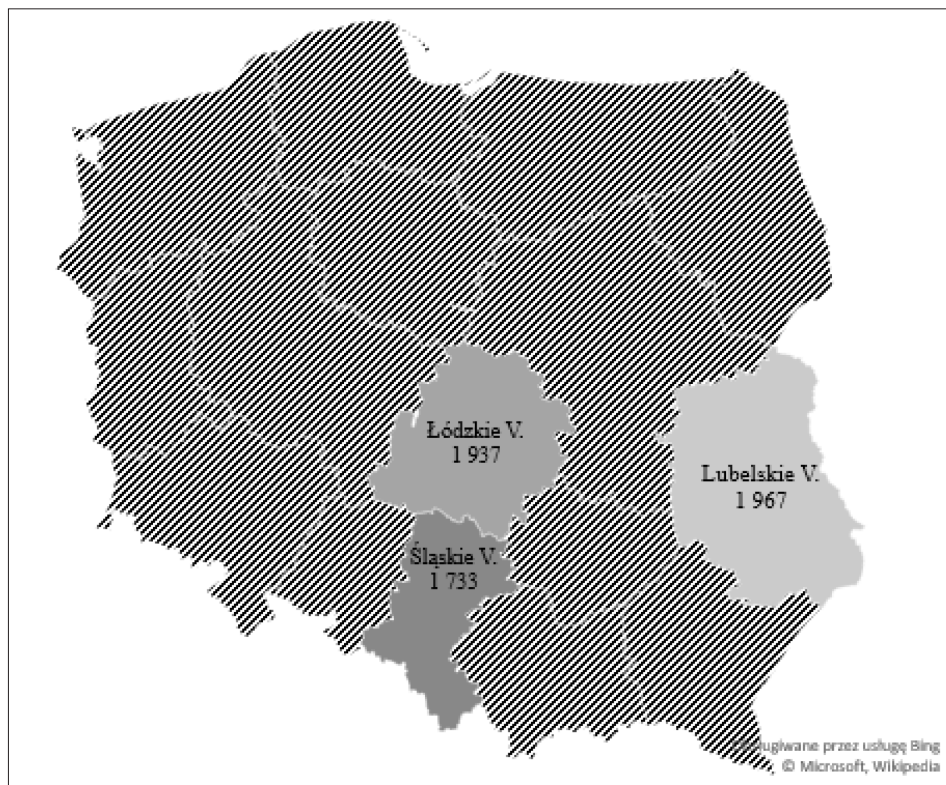 Łódzkie V.
1 937
Lubelskie V.
1 967
Śląskie V.
1 733
przez usługę Bing
© Microsoft, Wikipedia